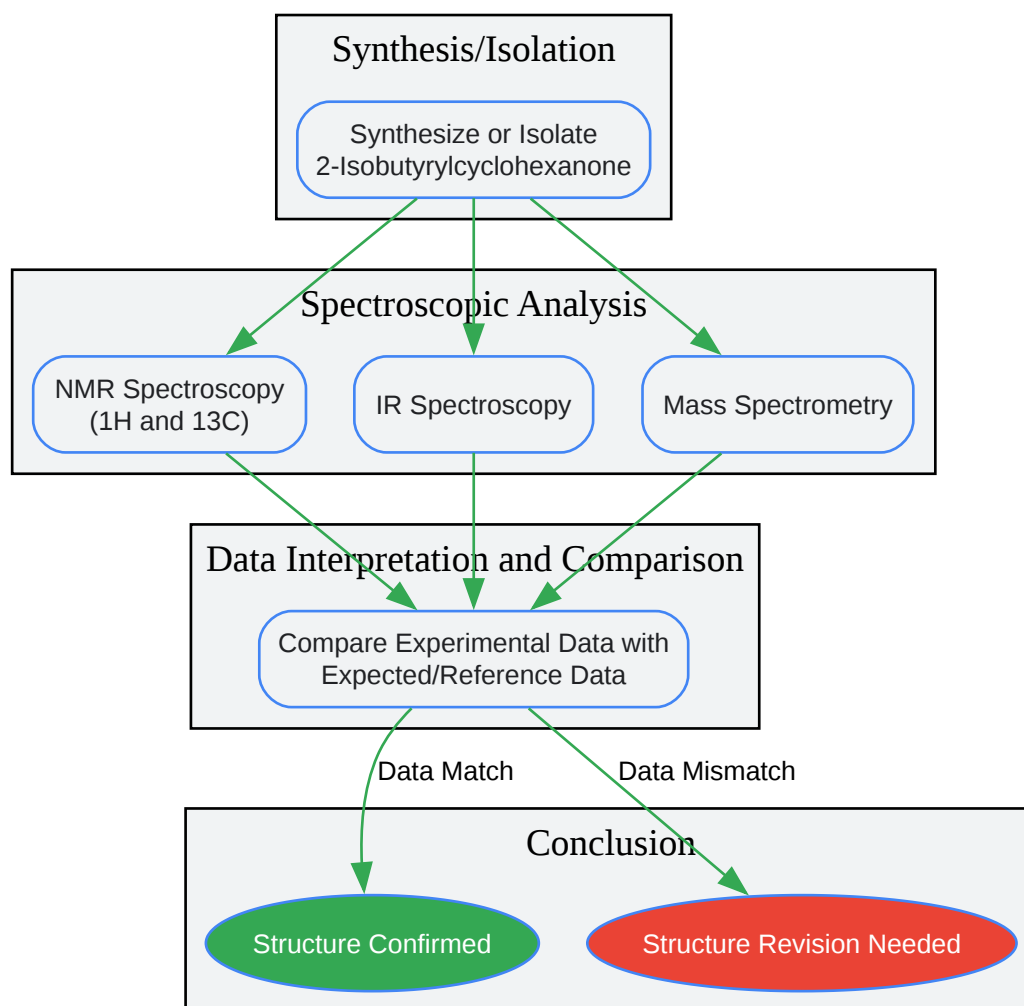 Synthesis/Isolation
Synthesize or Isolate
2-Isobutyrylcyclohexanone
Spectroscopic Analysis
NMR Spectroscopy
(1H and 13C)
IR Spectroscopy
Mass Spectrometry
Data Interpretation and Comparison
Compare Experimental Data with
Expected/Reference Data
Data Match
Data Mismatch
Conclusion
Structure Confirmed
Structure Revision Needed